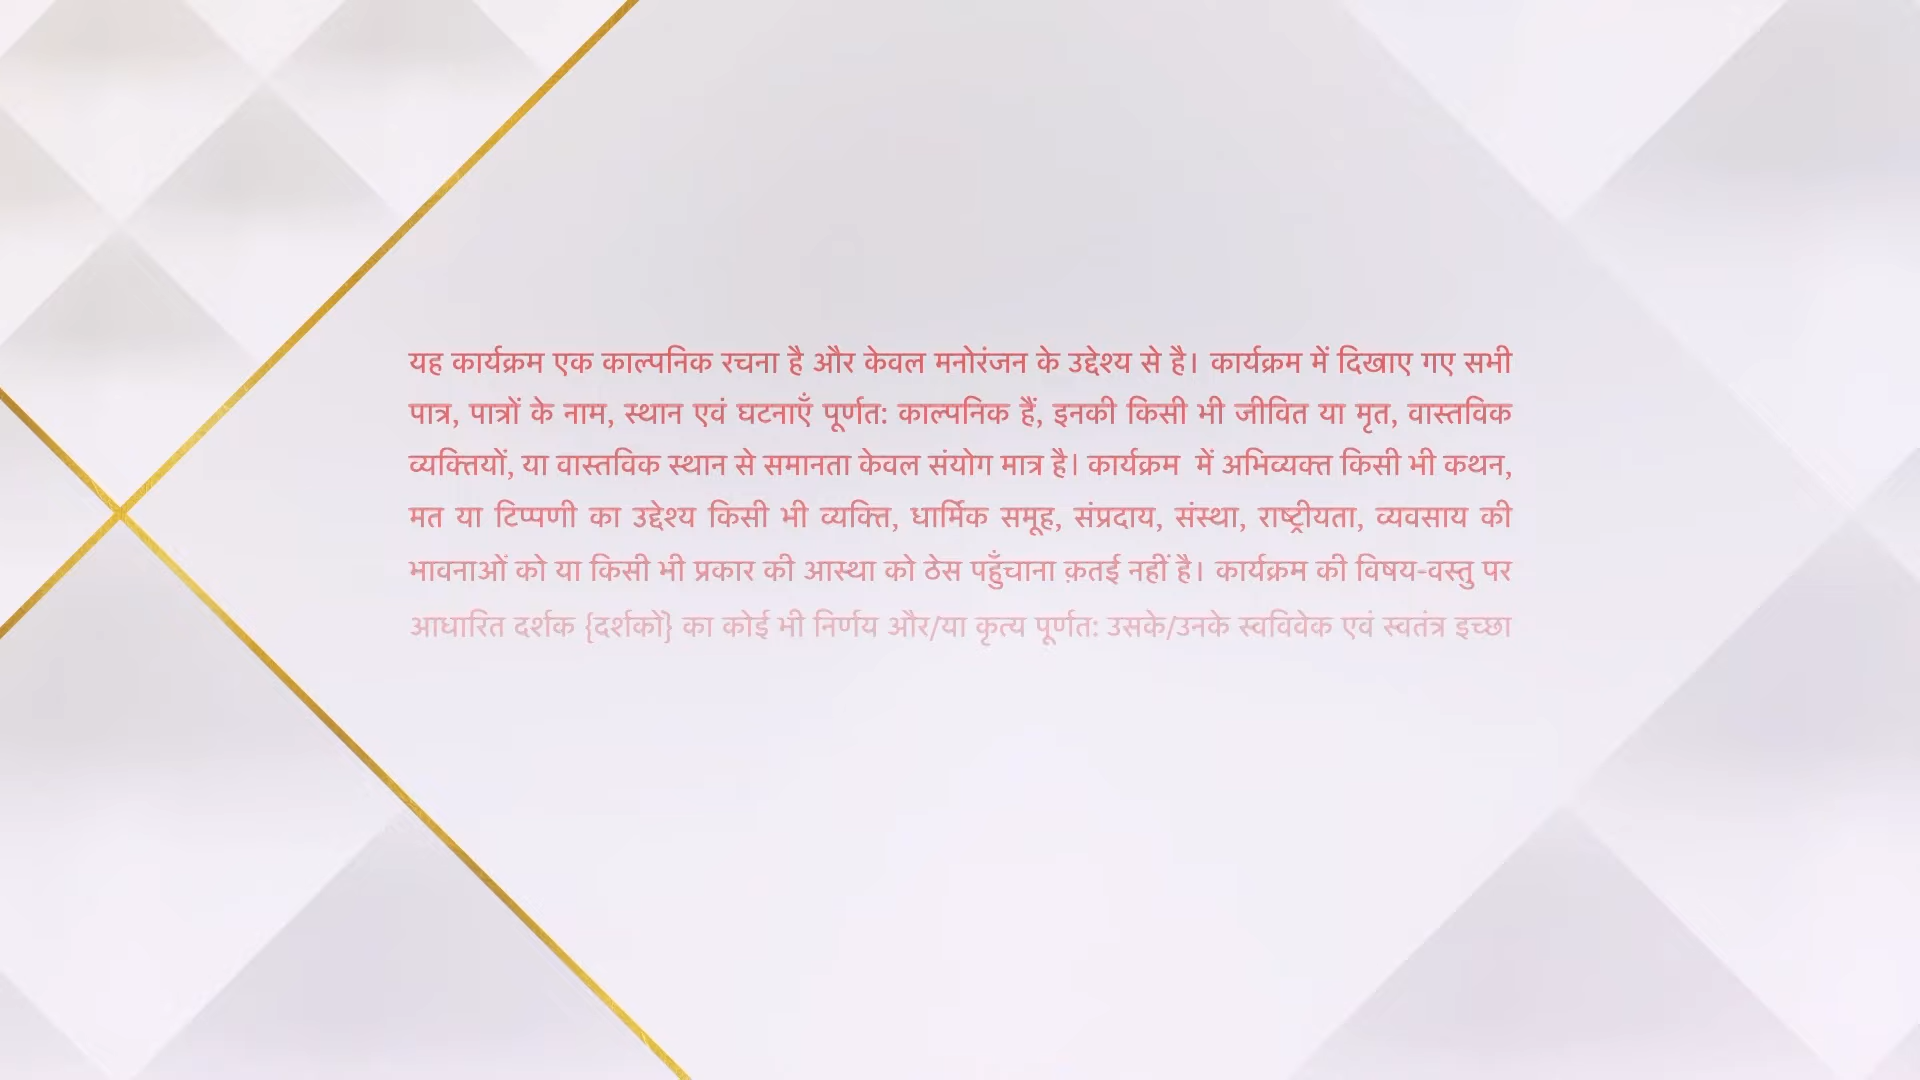 यह कार्यक्रम एक काल्पनिक रचना है और केवल मनोरंजन के उद्देश्य से है। कार्यक्रम में दिखाए गए सभी
पात्र, पात्रों के नाम, स्थान एवं घटनाएँ पूर्णत: काल्पनिक हैं, इनकी किसी भी जीवित या मृत, वास्तविक
व्यक्तियों, या वास्तविक स्थान से समानता केवल संयोग मात्र है। कार्यक्रम  में अभिव्यक्त किसी भी कथन,
मत या टिप्पणी का उद्देश्य किसी भी व्यक्ति, धार्मिक समूह, संप्रदाय, संस्था, राष्ट्रीयता, व्यवसाय की
भावनाओं को या किसी भी प्रकार की आस्था को ठेस पहुँचाना क़तई नहीं है। कार्यक्रम की विषय-वस्तु पर
आधारित दर्शक {दर्शकों} का कोई भी निर्णय और/या कृत्य पूर्णत: उसके/उनके स्वविवेक एवं स्वतंत्र इच्छा